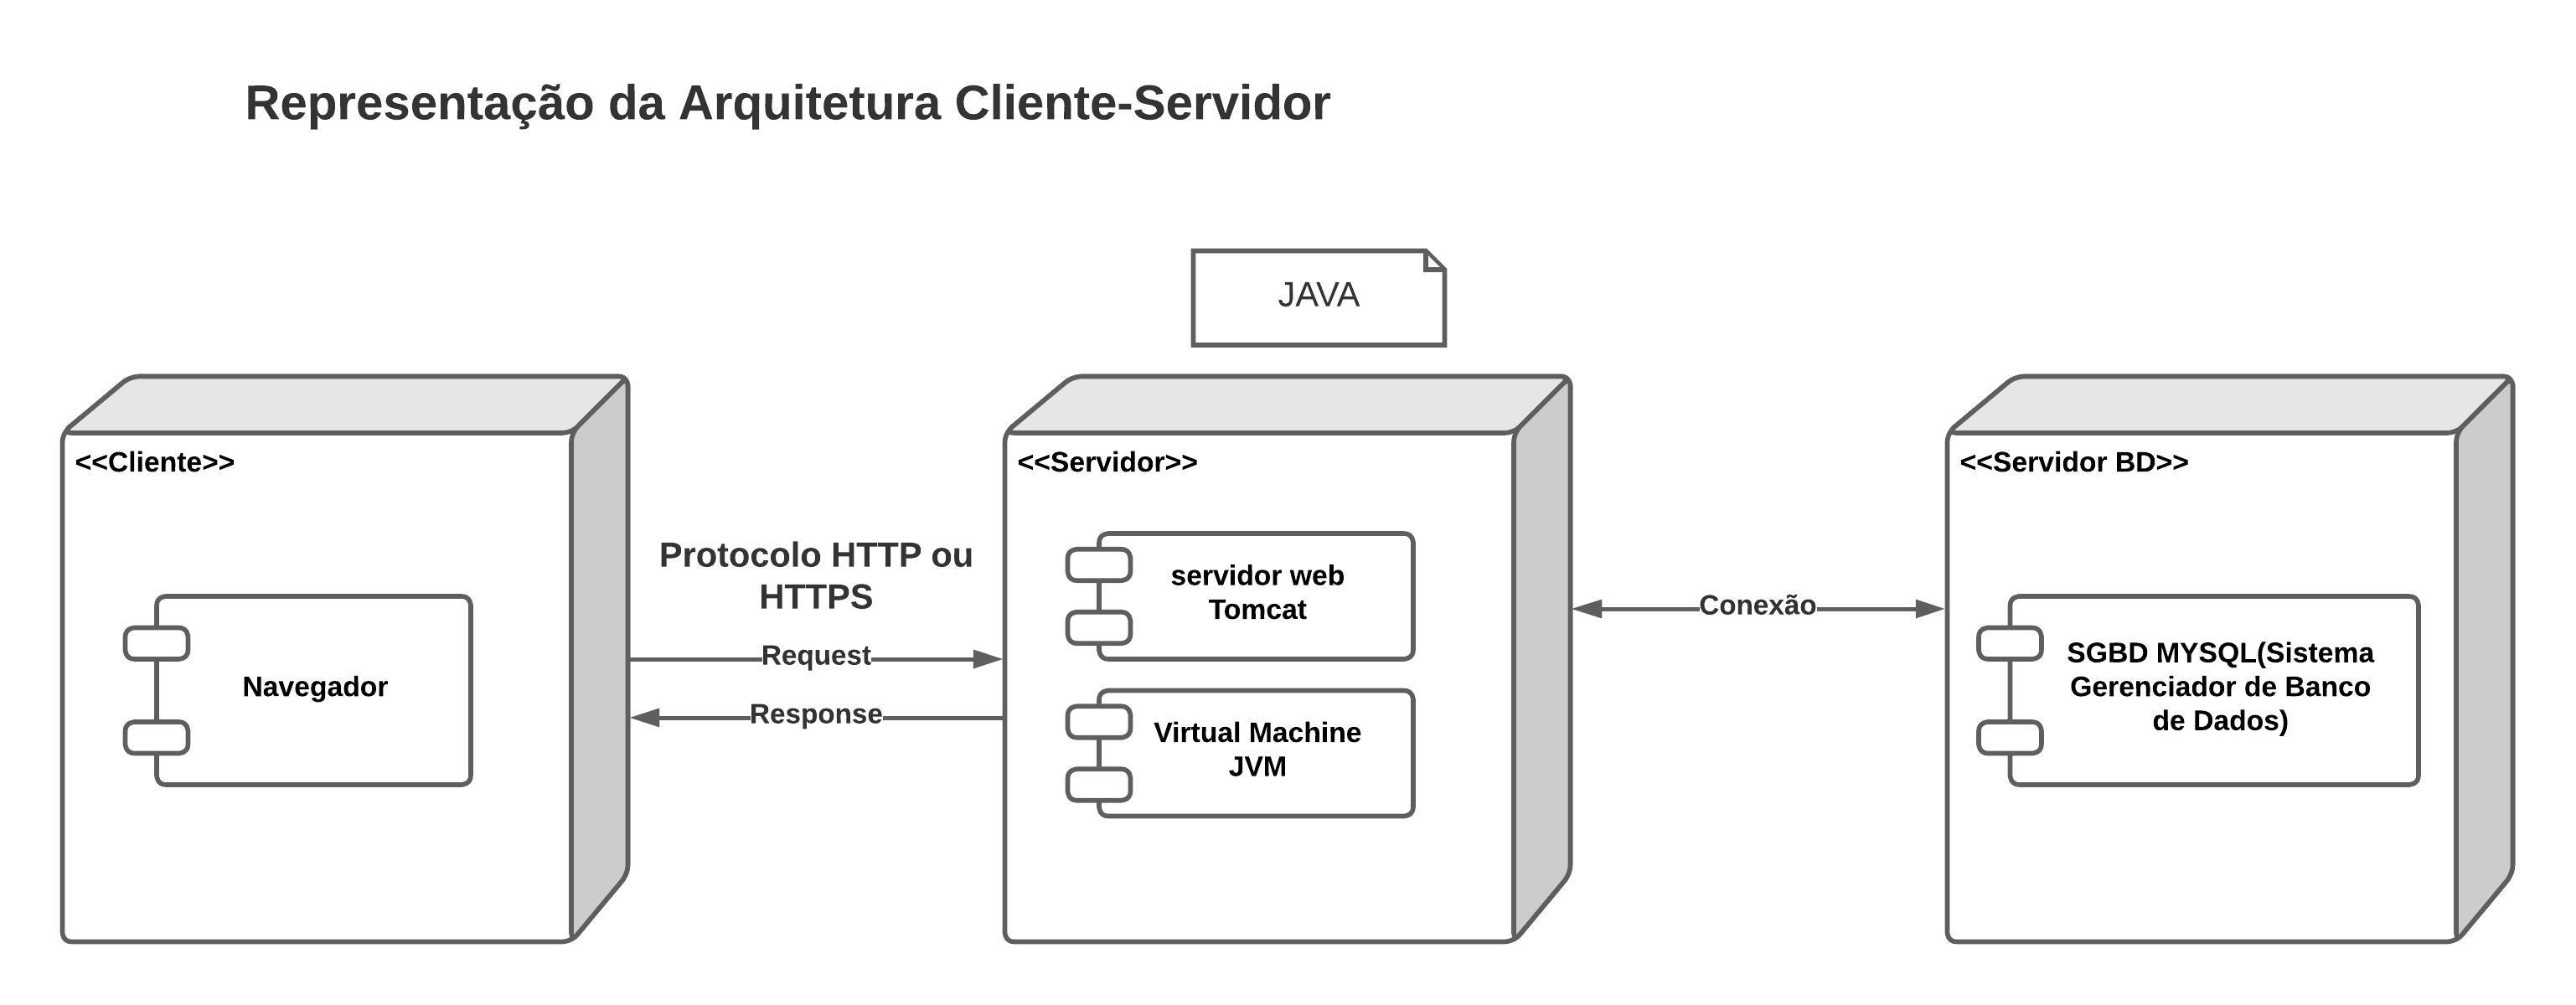 Representação da Arquitetura Cliente-Servidor
JAVA
<<Cliente>>
Navegador
Protocolo HTTP ou
HTTPS
Request
Response
<<Servidor>>
servidor web
Tomcat
Virtual Machine
JVM
Conexão
<<Servidor BD>>
SGBD MYSQL(Sistema
Gerenciador de Banco
de Dados)